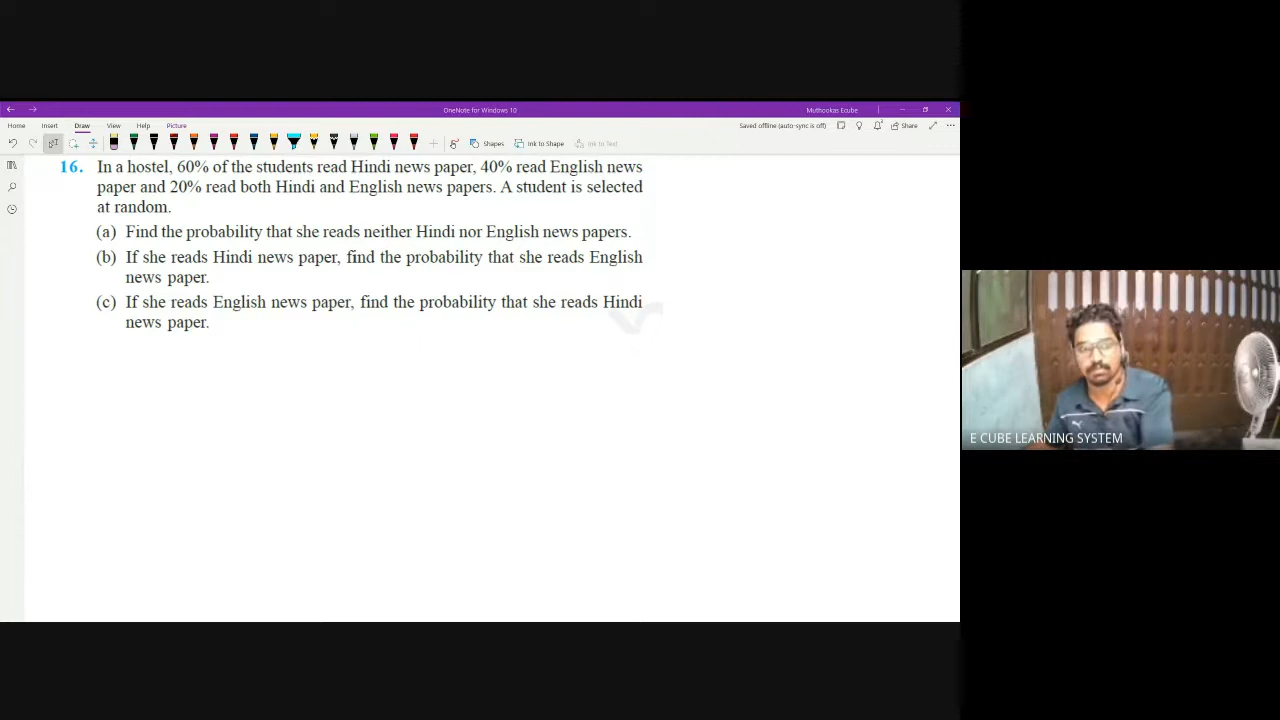 OneNote for Windows 10
Muthookas Ecube
Home Insert Draw View Help Picture
Saved offline (auto-sync is off) Share
Shapes Ink to Shape Ink to Text
16. In a hostel, 60% of the students read Hindi news paper, 40% read English news
paper and 20% read both Hindi and English news papers. A student is selected
at random.
(a) Find the probability that she reads neither Hindi nor English news papers.
(b) If she reads Hindi news paper, find the probability that she reads English
news paper.
(c) If she reads English news paper, find the probability that she reads Hindi
news paper.
E CUBE LEARNING SYSTEM